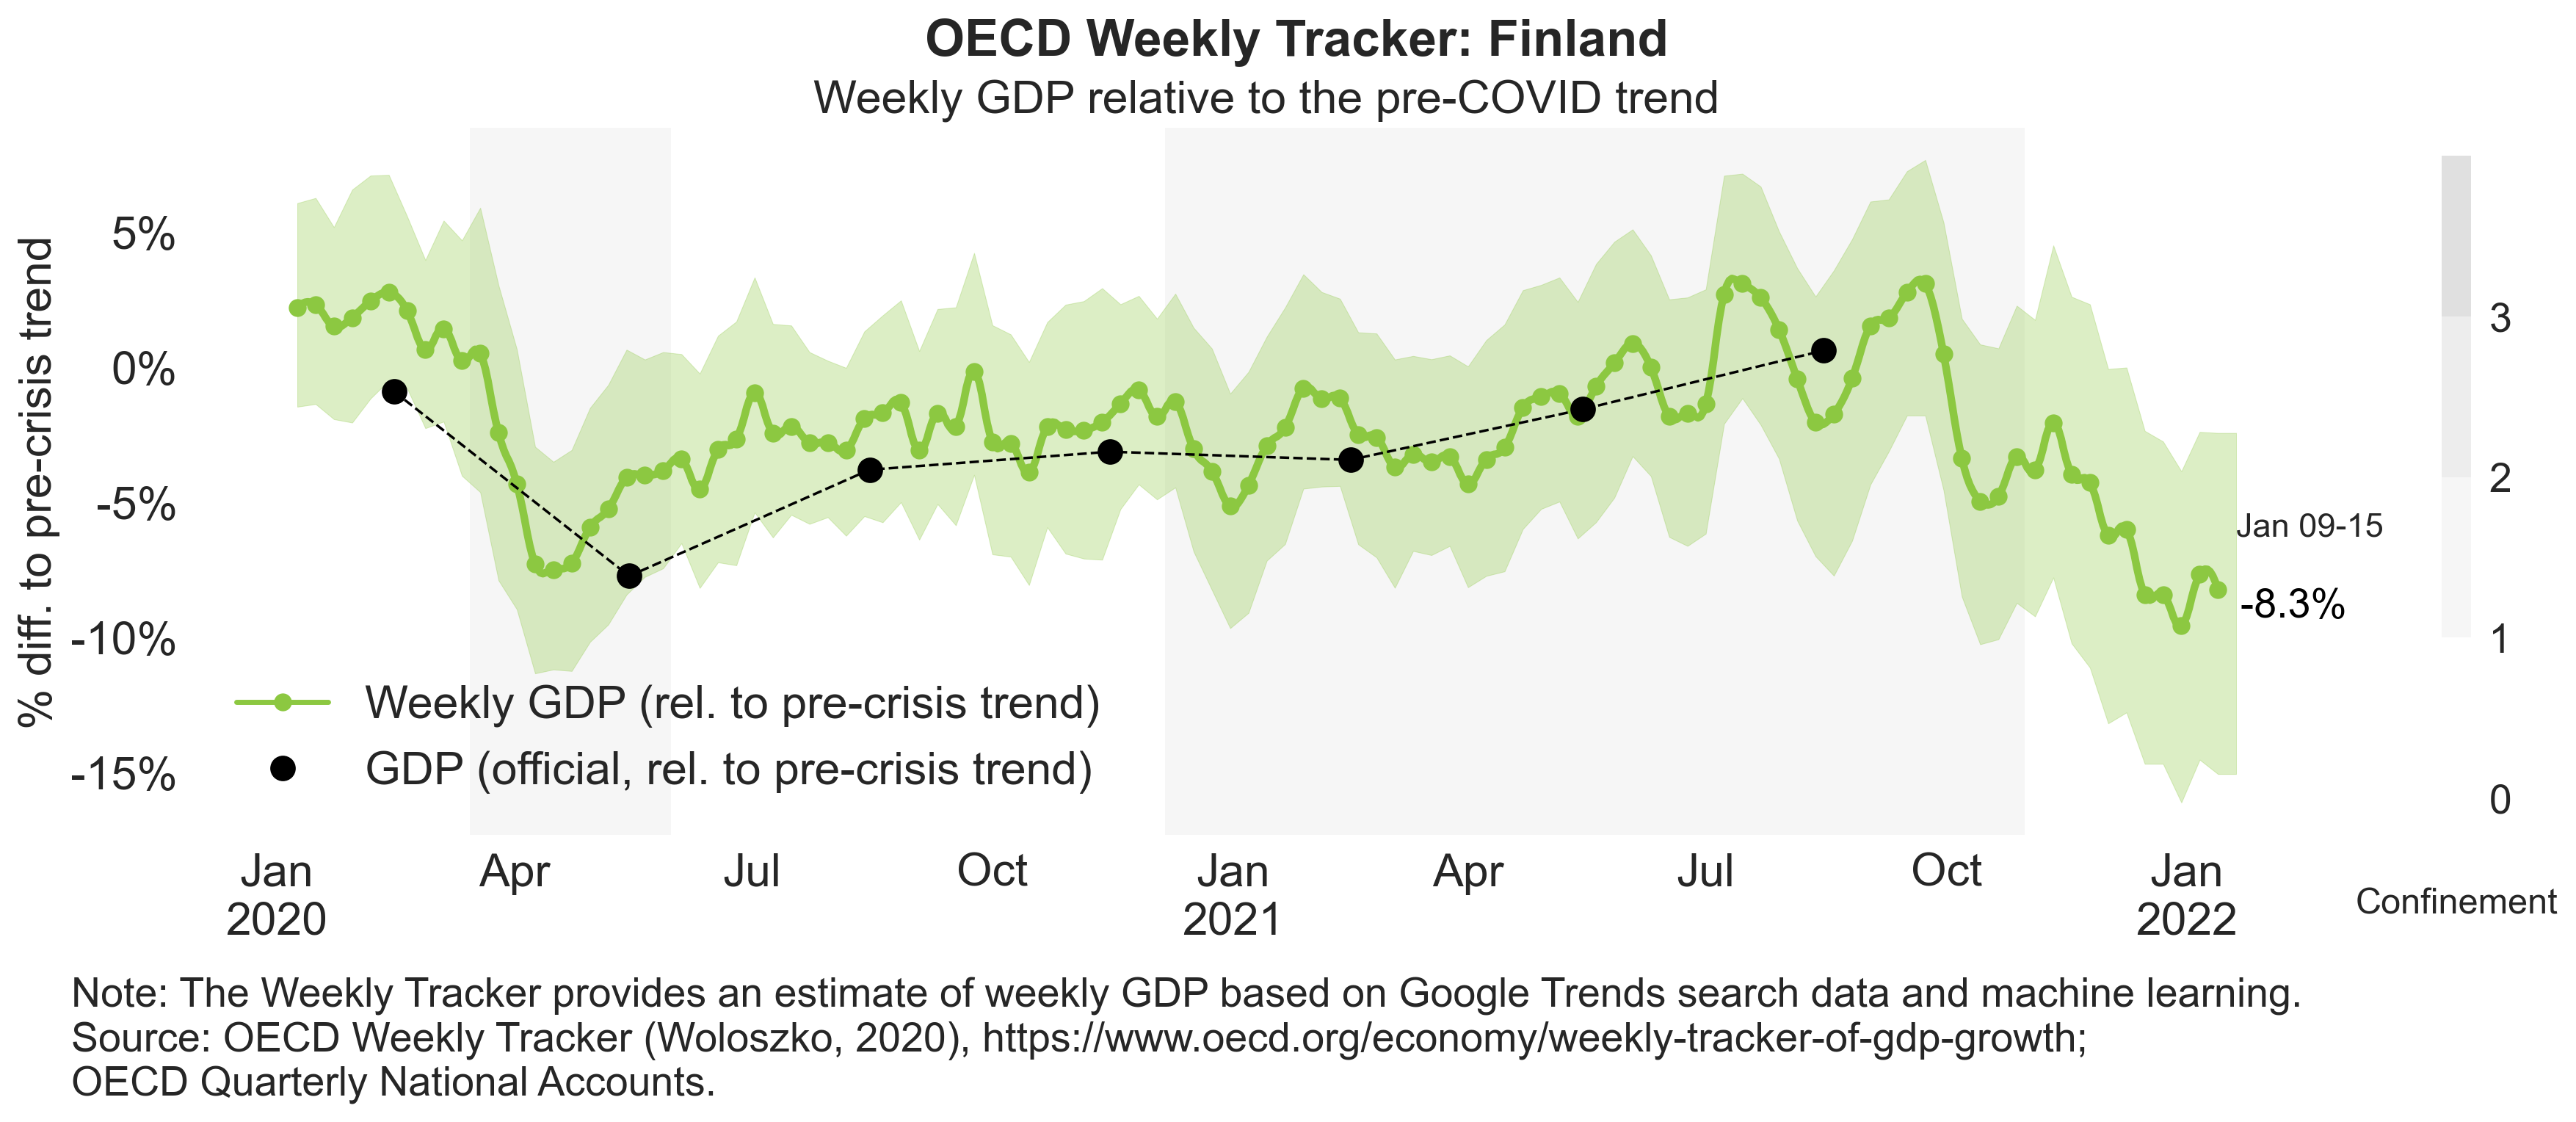 OECD Weekly Tracker: Finland
Weekly GDP relative to the pre-COVID trend
% diff. to pre-crisis trend
5%
0%
-5%
-10%
-15%
Weekly GDP (rel. to pre-crisis trend)
GDP (official, rel. to pre-crisis trend)
Jan 09-15
-8.3%
3
2
1
0
Confinement
Jan Apr Jul Oct Jan Apr Jul Oct Jan
2020 2021 2022
Note: The Weekly Tracker provides an estimate of weekly GDP based on Google Trends search data and machine learning.
Source: OECD Weekly Tracker (Woloszko, 2020), https://www.oecd.org/economy/weekly-tracker-of-gdp-growth;
OECD Quarterly National Accounts.